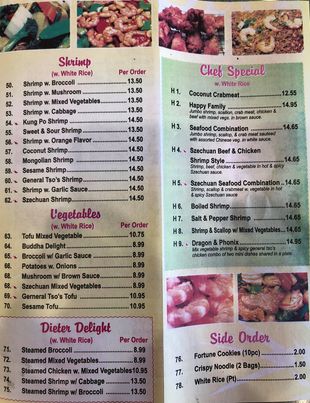 Shrimp
(w. White Rice) Per Order
50. Shrimp w. Broccoli 13.50
51. Shrimp w. Mushroom 13.50
52. Shrimp w. Mixed Vegetables 13.50
53. Shrimp w. Cabbage 13.50
54. Kung Po Shrimp 14.50
55. Sweet & Sour Shrimp 14.50
56. Shrimp w. Orange Flavor 14.50
57. Coconut Shrimp 14.50
58. Mongolian Shrimp 14.50
59. Sesame Shrimp 14.50
60. General Tso's Shrimp 14.50
61. Shrimp w. Garlic Sauce 14.50
62. Szechuan Shrimp 14.50
Vegetables
(w. White Rice) Per Order
63. Tofu Mixed Vegetable 10.75
64. Buddha Delight 8.99
65. Broccoli w/ Garlic Sauce 8.99
66. Potatoes w. Onions 8.99
67. Mushroom w/ Brown Sauce 8.99
68. Szechuan Mixed Vegetables 8.99
69. Gerneral Tso's Tofu 10.95
70. Sesame Tofu 10.95
Dieter Delight
(w. White Rice) Per Order
71. Steamed Broccoli 8.99
72. Steamed Mixed Vegetables 8.99
73. Steamed Chicken w. Mixed Vegetables 10.95
74. Steamed Shrimp w/ Cabbage 13.50
75. Steamed Shrimp w/ Broccoli 13.50
Chef Special
w. White Rice
H 1. Coconut Crabmeat 12.55
H 2. Happy Family 14.95
Jumbo shrimp, scallion, crab meat, chicken & beef with mixed vege. in brown sauce.
H3. Seafood Combination 14.65
Jumbo shrimp, scallop, & crab meat sauteed with assorted Chinese veg. in white sauce.
H4. Szechuan Beef & Chicken
Shrimp Style 14.65
Shrimp, beef, chicken & vegetable in hot & spicy Szechuan sauce
H5. Szechuan Seafood Combination 14.65
Shrimp, scallop & crabmeat w. vegetable in hot & spicy Szechuan sauce
H6. Boiled Shrimp 14.65
H7. Salt & Pepper Shrimp 14.65
H8. Shrimp & Scallop w/ Mixed Vegetables 14.65
H9. Dragon & Phonix 14.95
Mix vegetable shrimp & spicy general tso's chicken combo of two mini dishes shared in a plate
Side Order
76. Fortune Cookies (10pc) 2.00
77. Crispy Noodle (2 Bags) 1.50
78. White Rice (Pt) 2.00